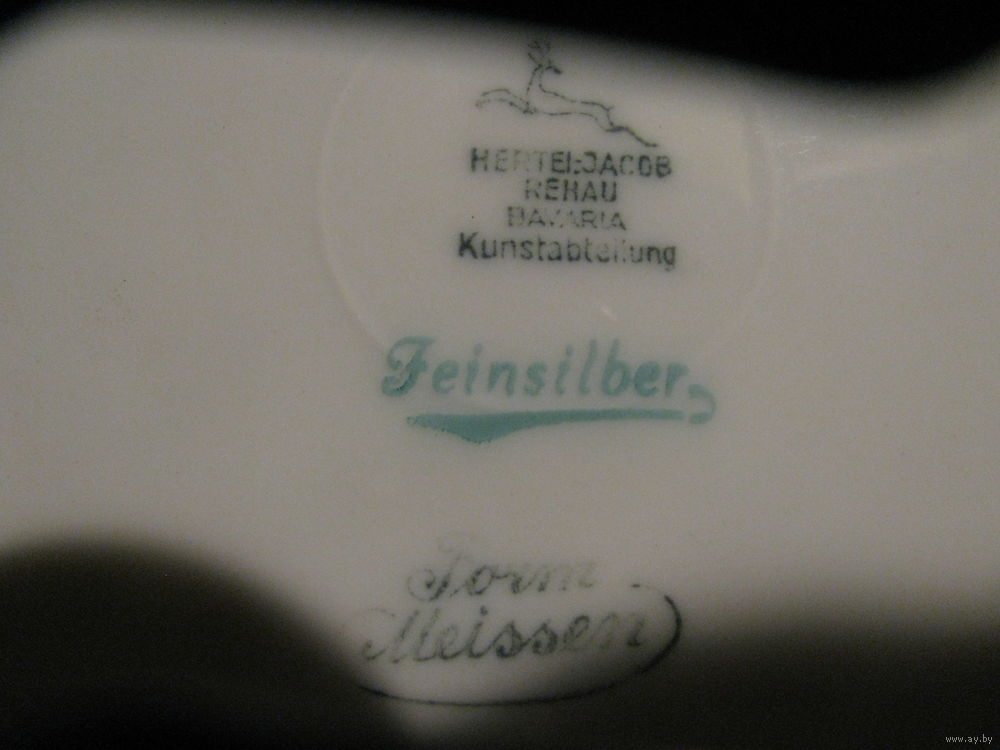 HERTEL-JACOB
REHAU
BAVARIA
Kunstabteilung
Feinsilber
Form
Meissen
www.ay.by